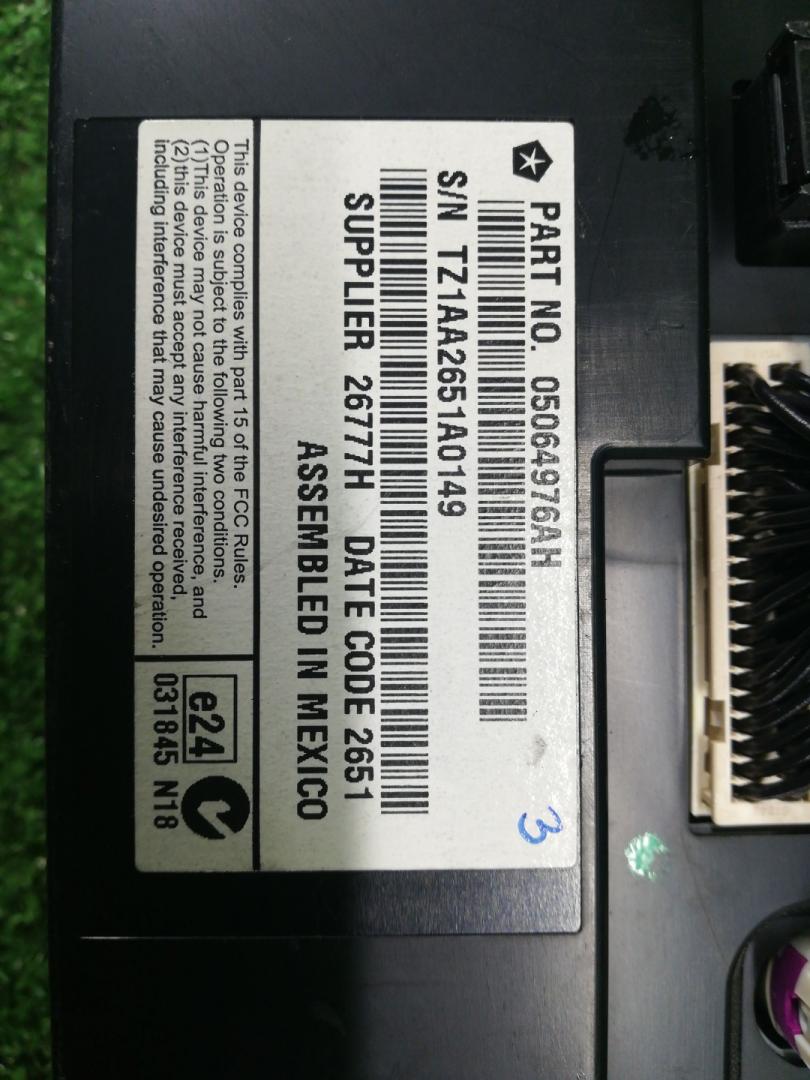 PART NO. 05064976AH
S/N TZ1AA2651A0149
SUPPLIER 26777H DATE CODE 2651
ASSEMBLED IN MEXICO
3
This device complies with part 15 of the FCC Rules.
Operation is subject to the following two conditions.
(1)This device may not cause harmful interference, and
(2)this device must accept any interference received,
including interference that may cause undesired operation.
e24
031845 N18